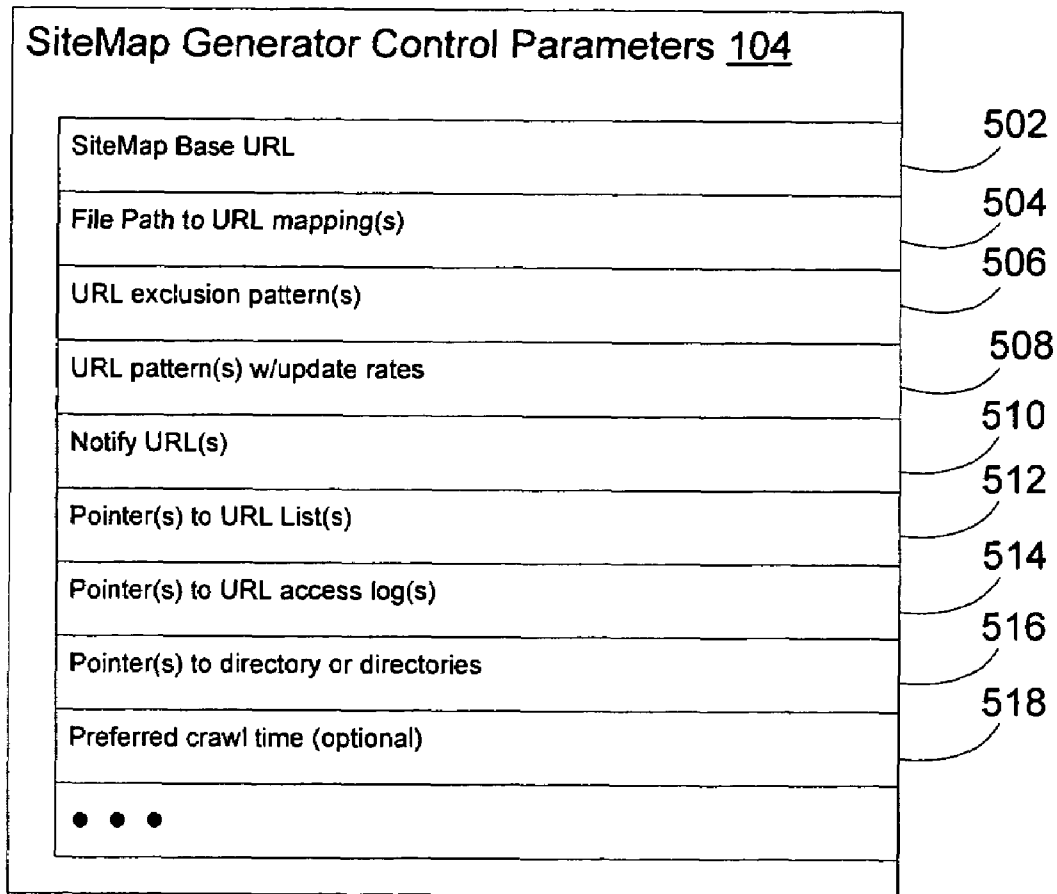 SiteMap Generator Control Parameters 104
SiteMap Base URL
502
File Path to URL mapping(s)
504
URL exclusion pattern(s)
506
URL pattern(s) w/update rates
508
Notify URL(s)
510
Pointer(s) to URL List(s)
512
Pointer(s) to URL access log(s)
514
Pointer(s) to directory or directories
516
Preferred crawl time (optional)
518
• • •